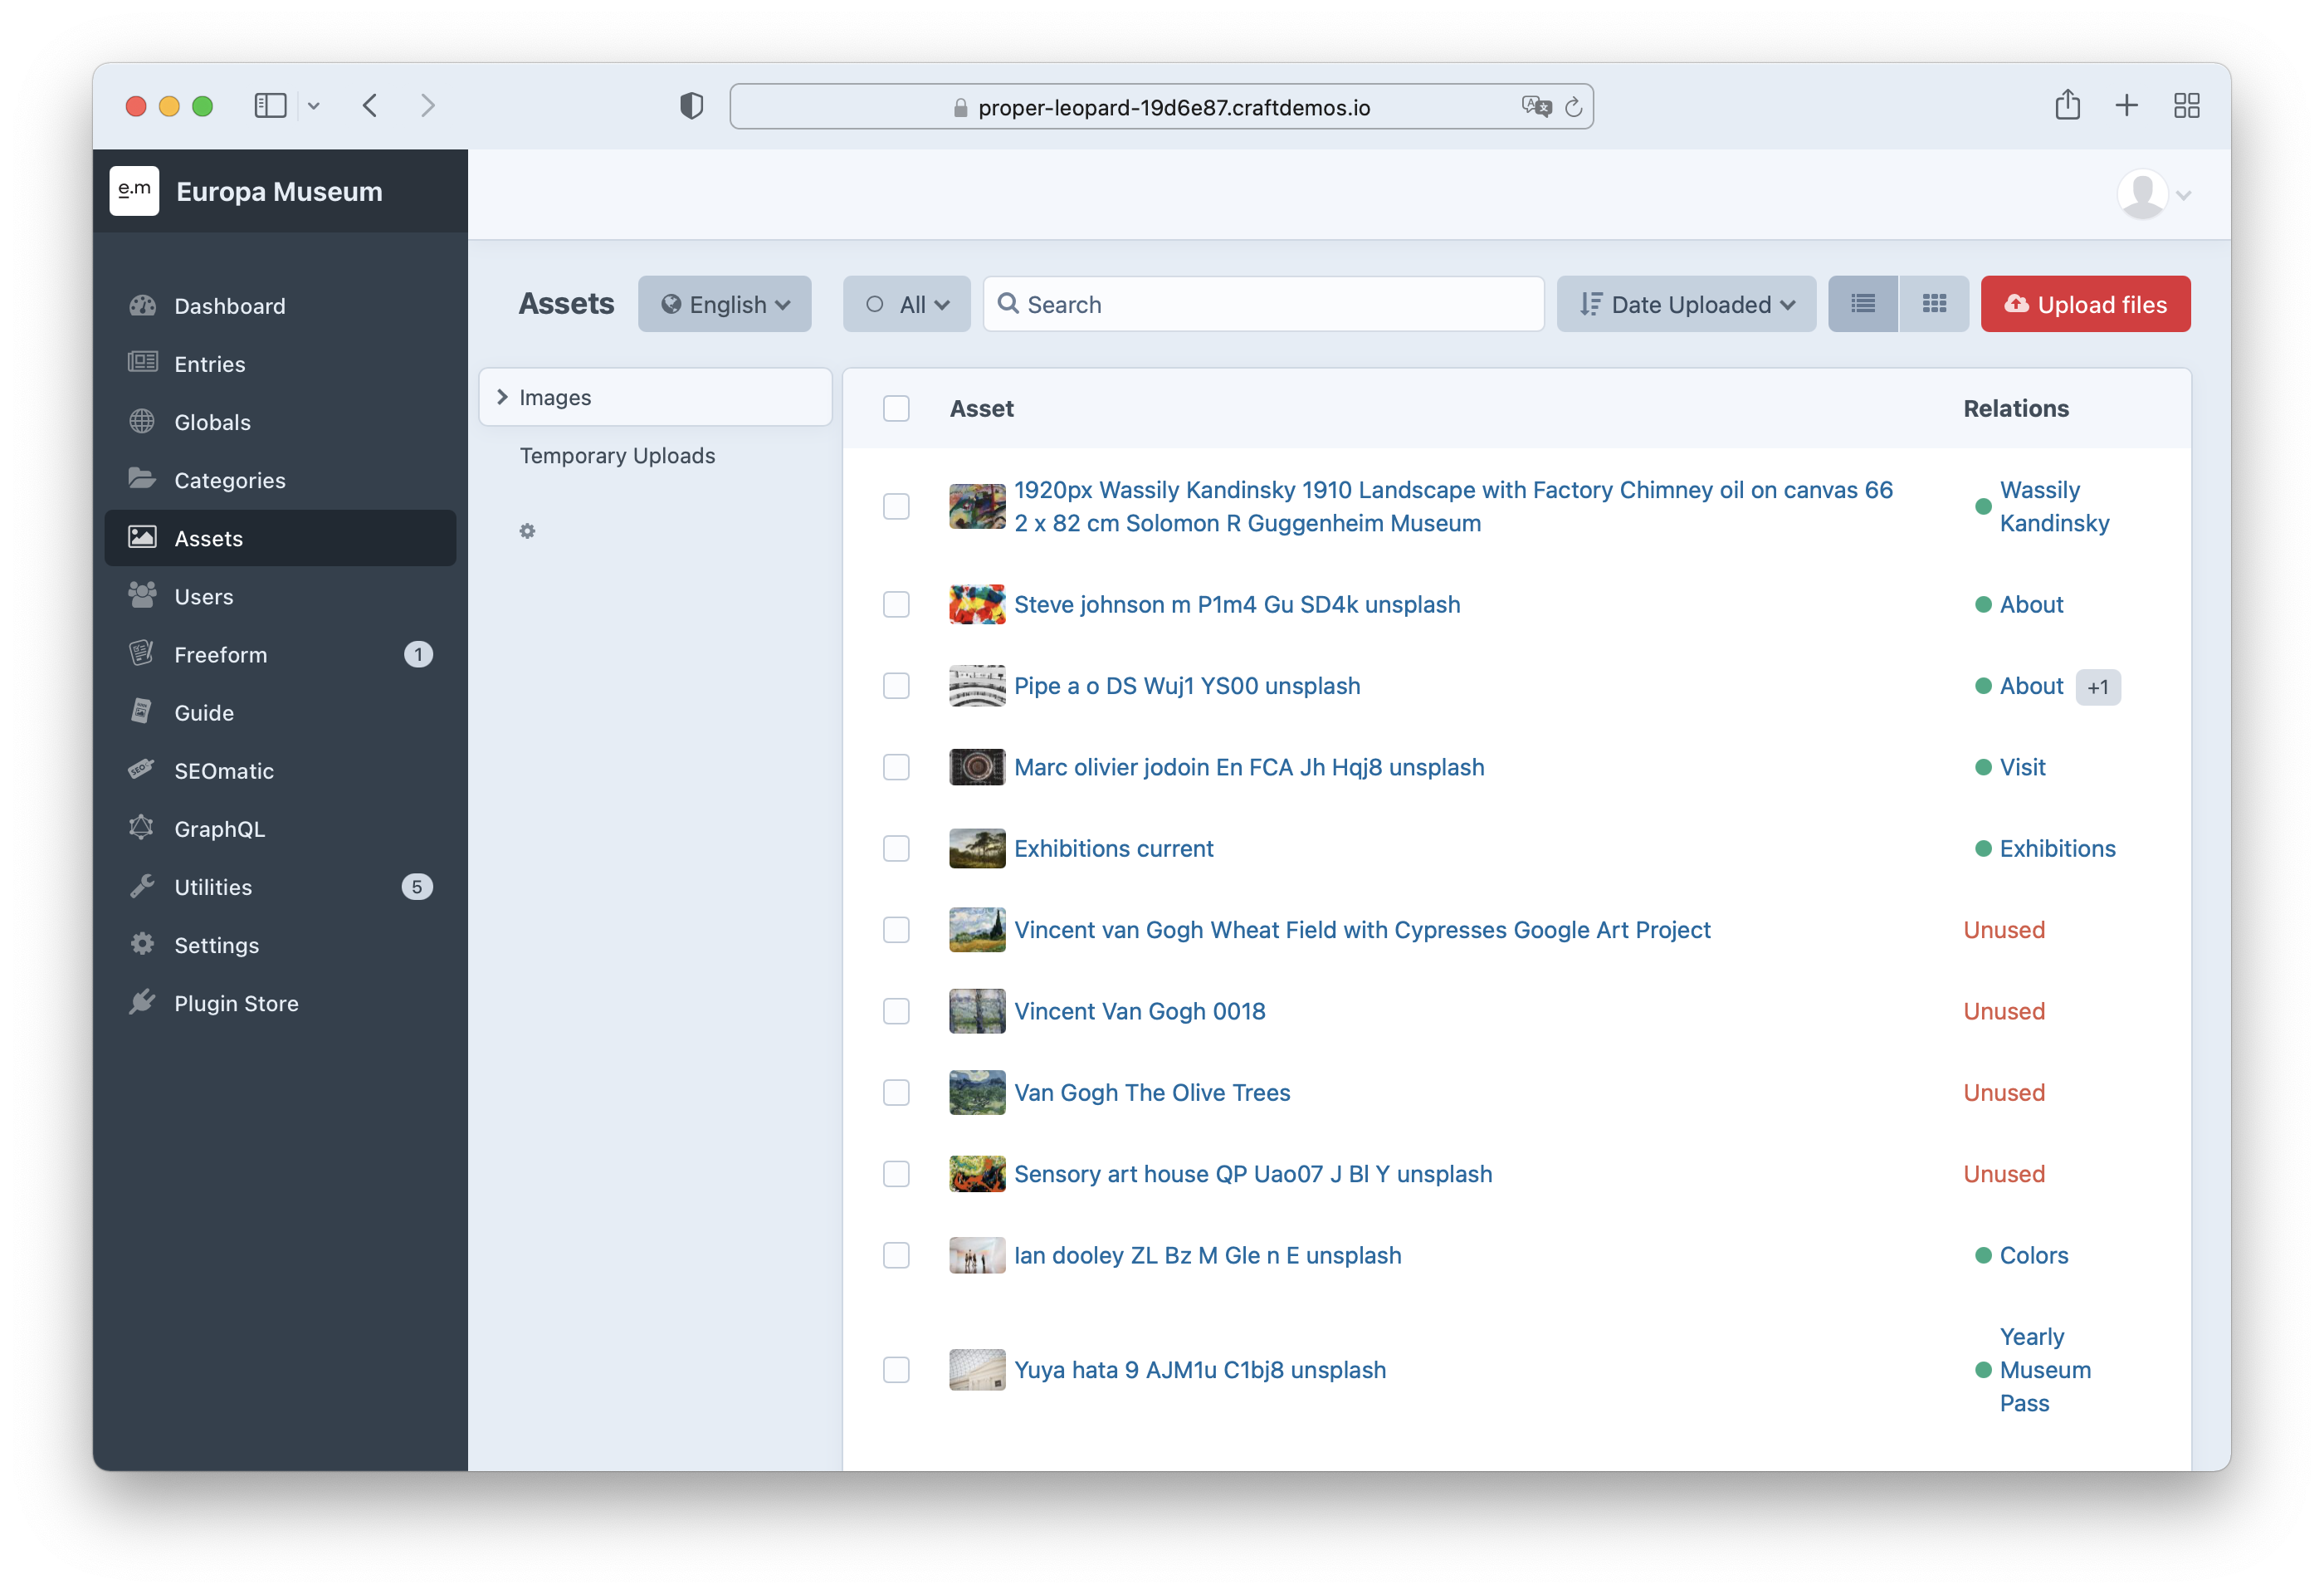 proper-leopard-19d6e87.craftdemos.io
e.m
Europa Museum
Dashboard
Entries
Globals
Categories
Assets
Users
Freeform 1
Guide
SEOmatic
GraphQL
Utilities 5
Settings
Plugin Store
Assets
English
All
Search
Date Uploaded
Upload files
Images
Temporary Uploads
Asset
Relations
1920px Wassily Kandinsky 1910 Landscape with Factory Chimney oil on canvas 66
2 x 82 cm Solomon R Guggenheim Museum
Wassily
Kandinsky
Steve johnson m P1m4 Gu SD4k unsplash
About
Pipe a o DS Wuj1 YS00 unsplash
About +1
Marc olivier jodoin En FCA Jh Hqj8 unsplash
Visit
Exhibitions current
Exhibitions
Vincent van Gogh Wheat Field with Cypresses Google Art Project
Unused
Vincent Van Gogh 0018
Unused
Van Gogh The Olive Trees
Unused
Sensory art house QP Uao07 J Bl Y unsplash
Unused
Ian dooley ZL Bz M Gle n E unsplash
Colors
Yuya hata 9 AJM1u C1bj8 unsplash
Yearly
Museum
Pass